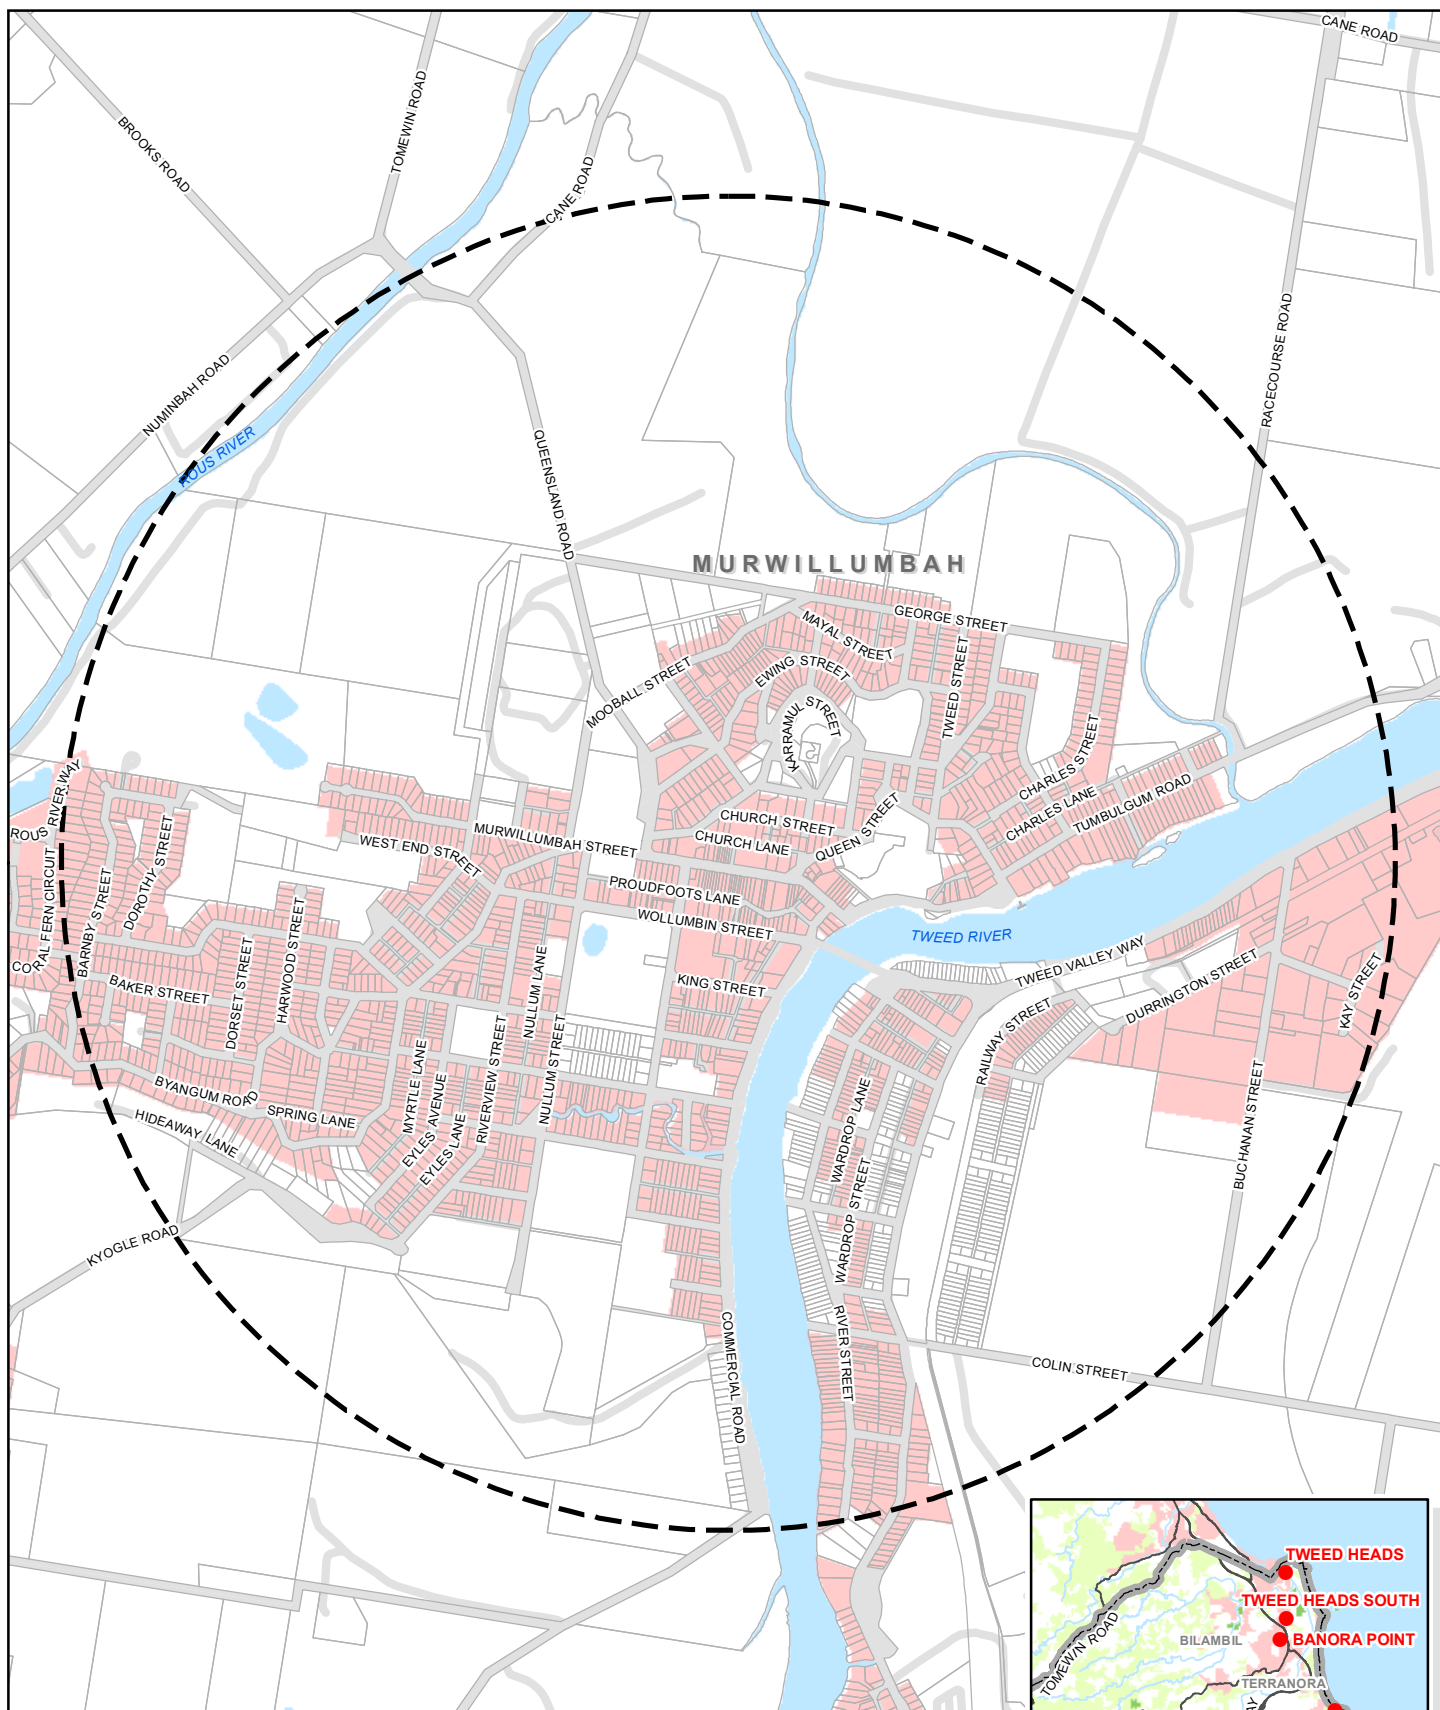 CANE ROAD
BROOKS ROAD
TOMEWIN ROAD
CANE ROAD
RACECOURSE ROAD
NUMINBAH ROAD
ROUS RIVER
QUEENSLAND ROAD
MURWILLUMBAH
GEORGE STREET
MAYAL STREET
TWEED STREET
EWING STREET
MOOBALL STREET
KARRAMUL STREET
CHARLES STREET
CHARLES LANE
TUMBULGUM ROAD
CHURCH STREET
CHURCH LANE
QUEEN STREET
ROUS RIVER WAY
DOROTHY STREET
WEST END STREET
MURWILLUMBAH STREET
PROUDFOOTS LANE
WOLLUMBIN STREET
TWEED RIVER
TWEED VALLEY WAY
RAL FERN CIRCUIT
CO
BARNBY STREET
BAKER STREET
DORSET STREET
HARWOOD STREET
NULLUM LANE
KING STREET
DURRINGTON STREET
KAY STREET
RAILWAY STREET
BYANGUM ROAD
HIDEAWAY LANE
SPRING LANE
MYRTLE LANE
EYLES AVENUE
EYLES LANE
RIVERVIEW STREET
NULLUM STREET
WARDROP LANE
WARDROP STREET
BUCHANAN STREET
KYOGLE ROAD
COMMERCIAL ROAD
RIVER STREET
COLIN STREET
TWEED HEADS
TWEED HEADS SOUTH
BILAMBIL
BANORA POINT
TOMEWIN ROAD
TERRANORA